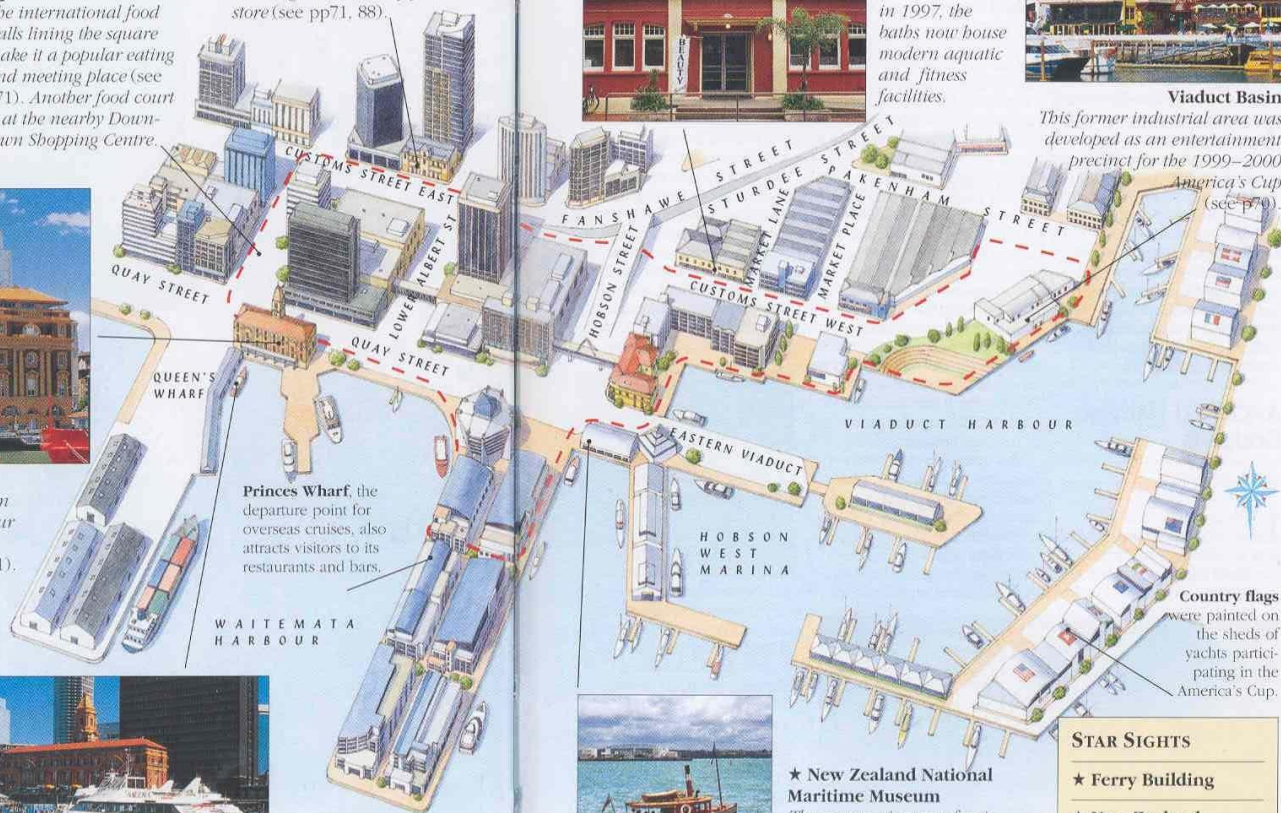 he international food
alls lining the square
ake it a popular eating
nd meeting place (see
71). Another food court
at the nearby Down-
wn Shopping Centre.
store (see pp71, 88).
BEAUTY
in 1997, the
baths now house
modern aquatic
and fitness
facilities.
Viaduct Basin
This former industrial area was
developed as an entertainment
precinct for the 1999–2000
America's Cup
(see p70).
CUSTOMS STREET EAST
FANSHAWE STREET
STURDEE STREET
PAKENHAM STREET
MARKET LANE
MARKET PLACE
HOBSON STREET
LOWER ALBERT ST
CUSTOMS STREET WEST
QUAY STREET
QUAY STREET
QUEEN'S
WHARF
VIADUCT HARBOUR
EASTERN VIADUCT
Princes Wharf, the
departure point for
overseas cruises, also
attracts visitors to its
restaurants and bars.
HOBSON
WEST
MARINA
WAITEMATA
HARBOUR
Country flags
were painted on
the sheds of
yachts partici-
pating in the
America's Cup.
★ New Zealand National
Maritime Museum
STAR SIGHTS
★ Ferry Building